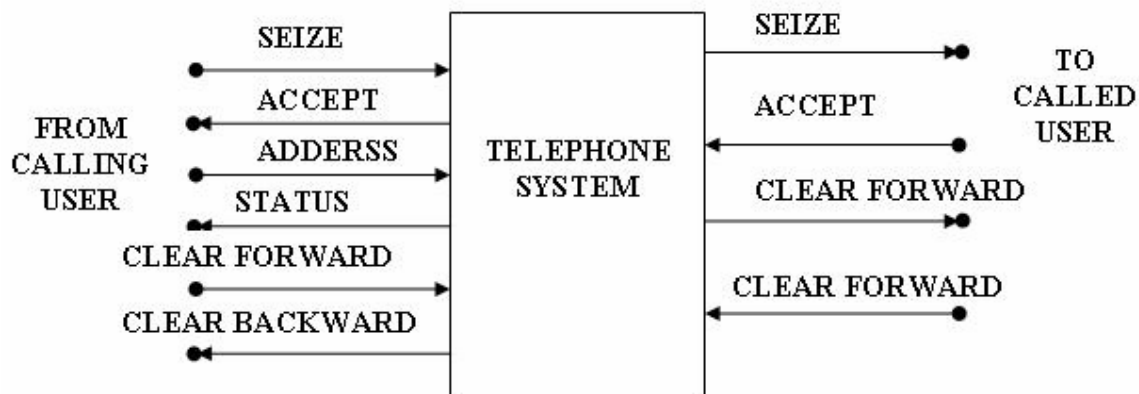 SEIZE
ACCEPT
ADDERSS
STATUS
CLEAR FORWARD
CLEAR BACKWARD
FROM
CALLING
USER
TELEPHONE
SYSTEM
SEIZE
ACCEPT
CLEAR FORWARD
CLEAR FORWARD
TO
CALLED
USER